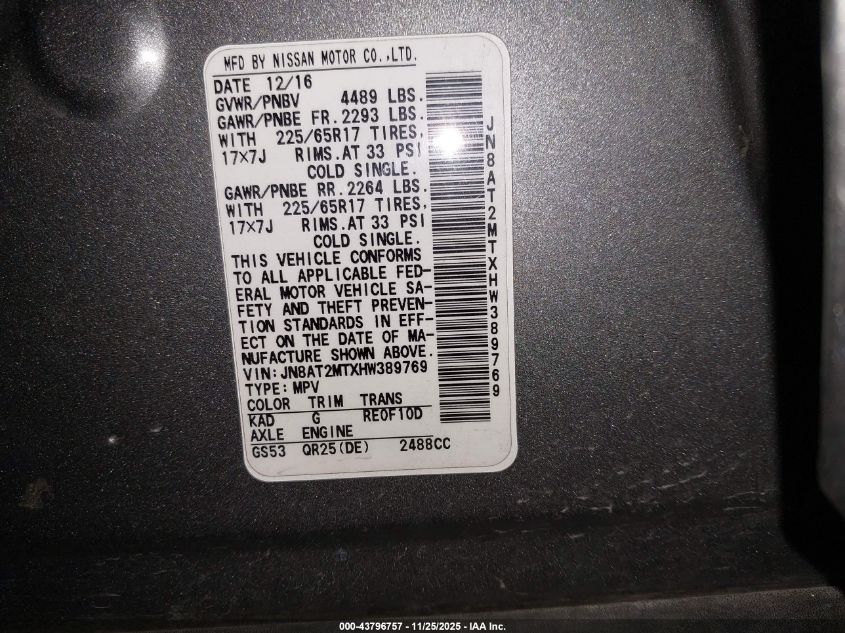 MFD BY NISSAN MOTOR CO.,LTD.
DATE 12/16
GVWR/PNBV 4489 LBS.
GAWR/PNBE FR.2293 LBS.
WITH 225/65R17 TIRES,
17×7J RIMS.AT 33 PSI
COLD SINGLE.
GAWR/PNBE RR.2264 LBS.
WITH 225/65R17 TIRES,
17×7J RIMS.AT 33 PSI
COLD SINGLE.
THIS VEHICLE CONFORMS
TO ALL APPLICABLE FED-
ERAL MOTOR VEHICLE SA-
FETY AND THEFT PREVEN-
TION STANDARDS IN EFF-
ECT ON THE DATE OF MA-
NUFACTURE SHOWN ABOVE.
VIN:JN8AT2MTXHW389769
TYPE:MPV
COLOR TRIM TRANS
KAD G RE0F10D
AXLE ENGINE
GS53 QR25(DE) 2488CC
JN8AT2MTXHW389769
000-43796757 - 11/25/2025 - IAA Inc.